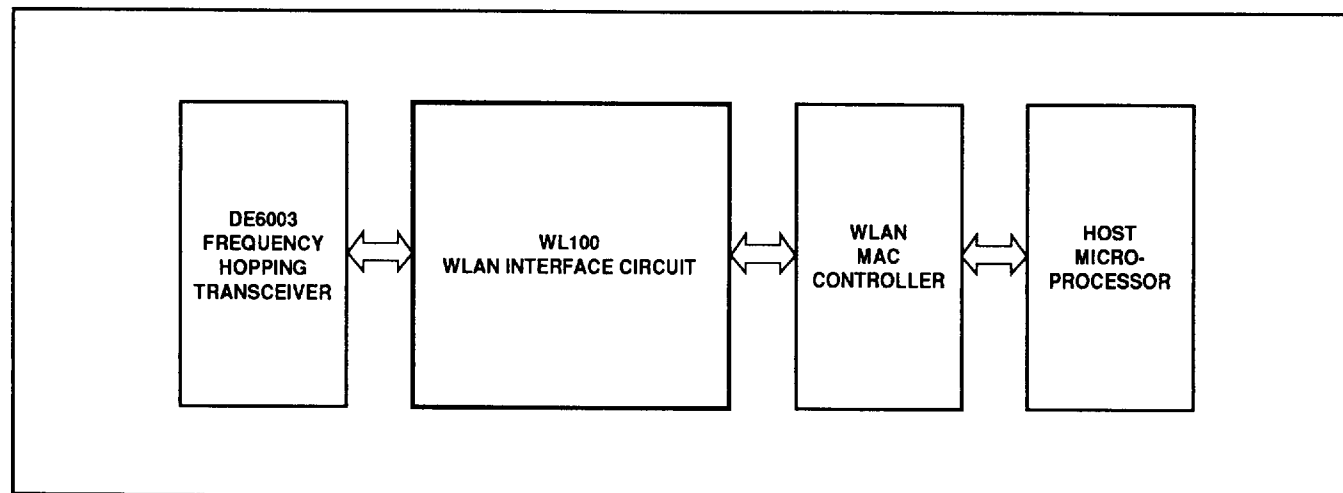 DE6003
FREQUENCY
HOPPING
TRANSCEIVER
WL100
WLAN INTERFACE CIRCUIT
WLAN
MAC
CONTROLLER
HOST
MICRO-
PROCESSOR